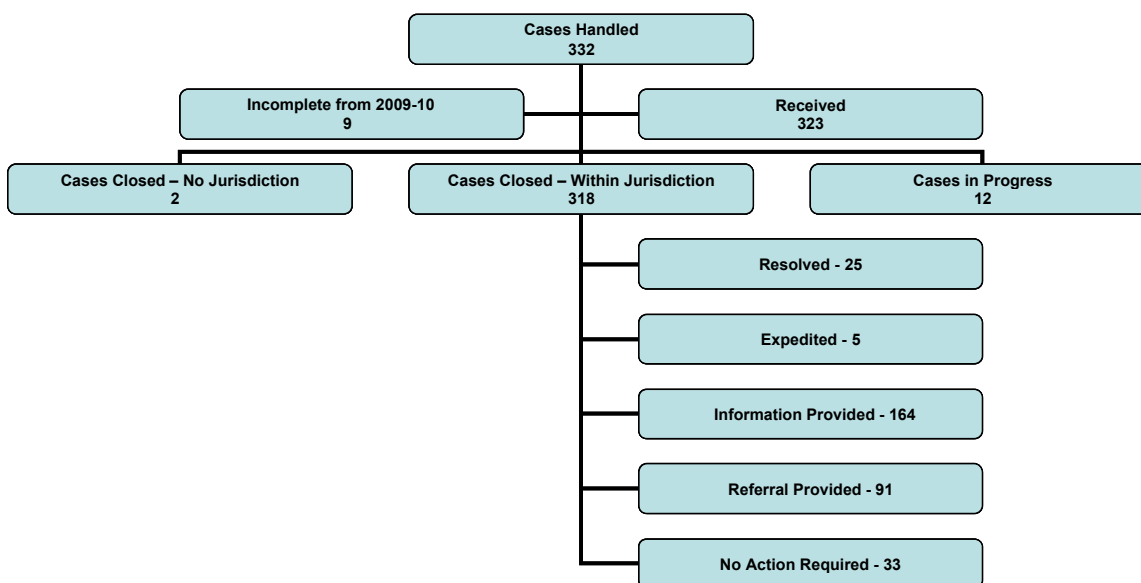 Cases Handled
332
Incomplete from 2009-10
9
Received
323
Cases Closed – No Jurisdiction
2
Cases Closed – Within Jurisdiction
318
Cases in Progress
12
Resolved - 25
Expedited - 5
Information Provided - 164
Referral Provided - 91
No Action Required - 33